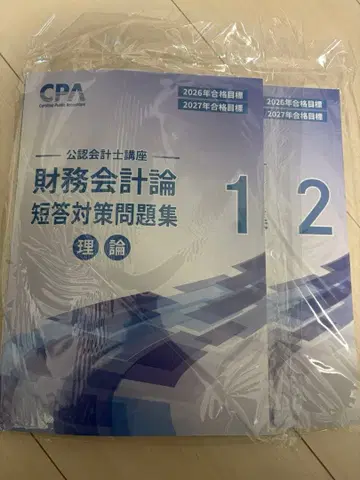 CPA
Certified Public Accountant
2026年合格目標
2027年合格目標
公認会計士講座
財務会計論
短答対策問題集
理論
1
2026年合格目標
2027年合格目標
2